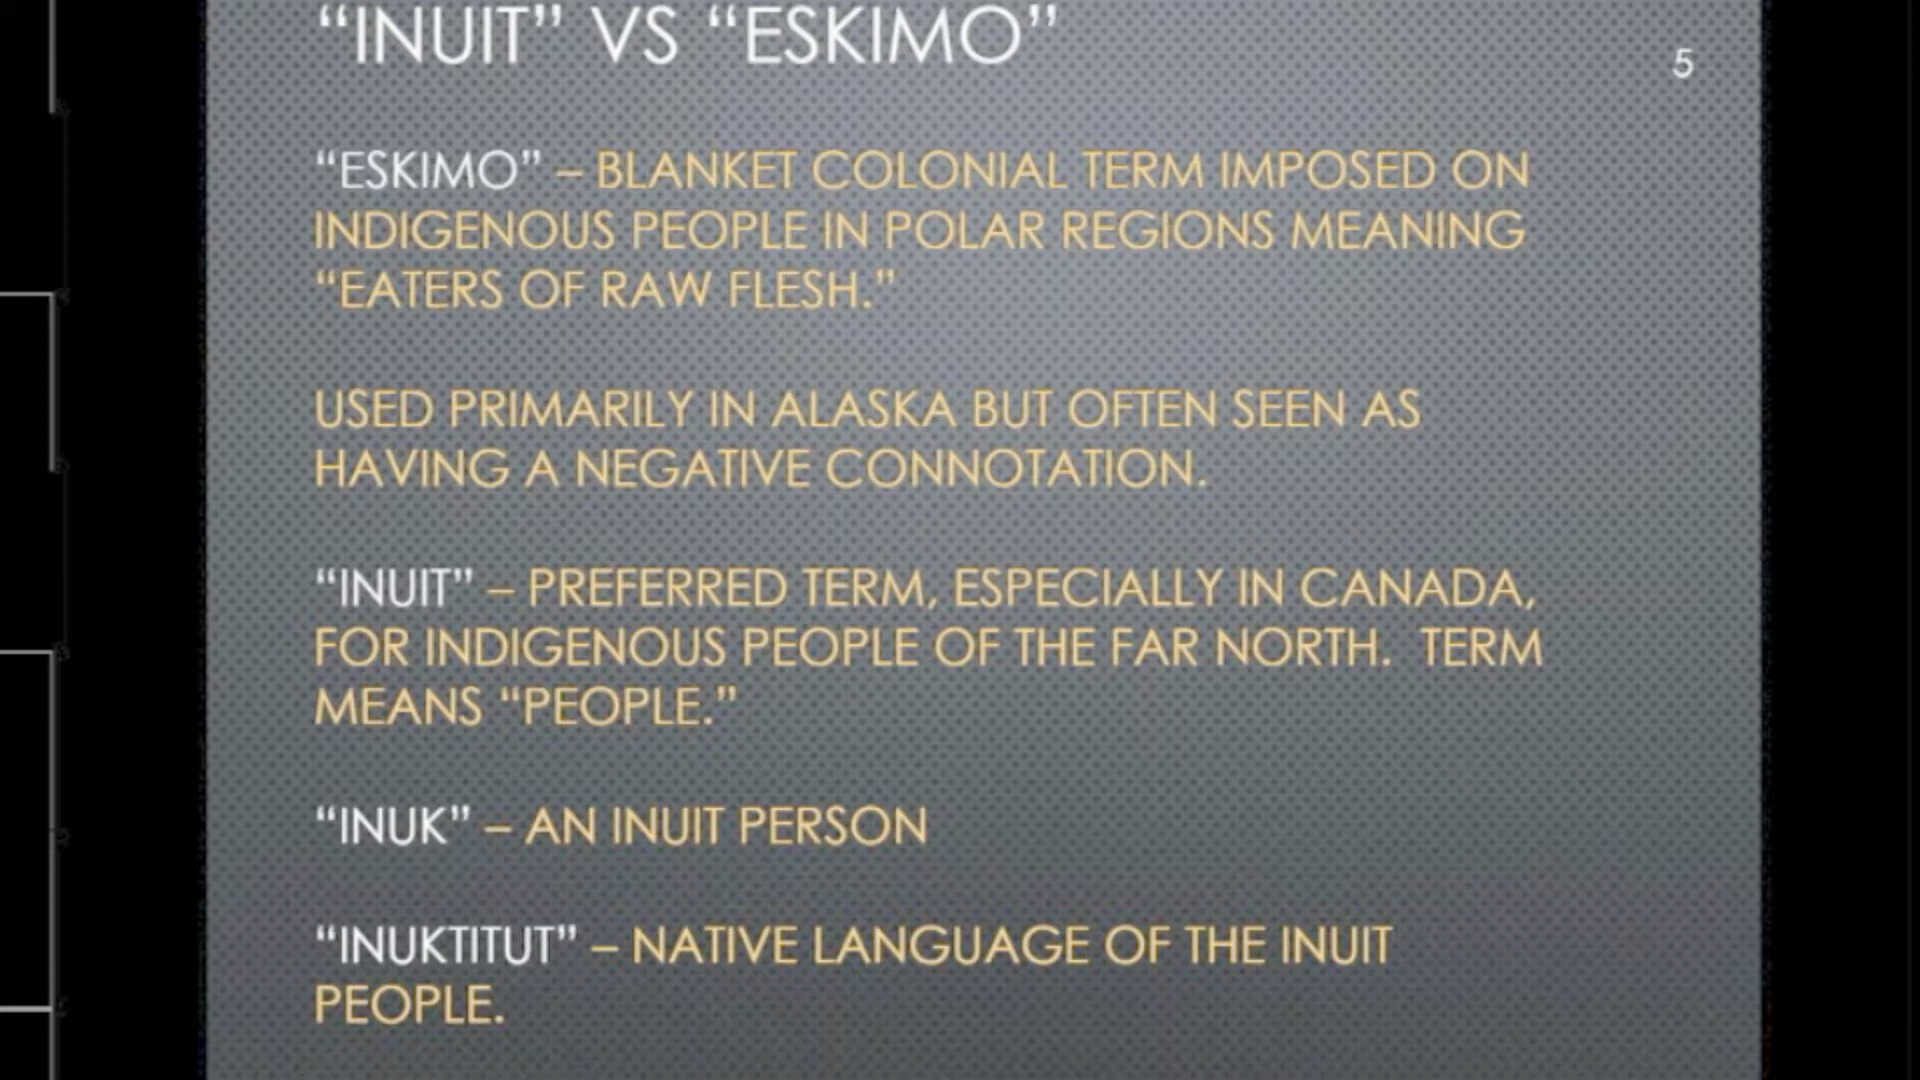 “INUIT” VS “ESKIMO”
5
“ESKIMO” – BLANKET COLONIAL TERM IMPOSED ON
INDIGENOUS PEOPLE IN POLAR REGIONS MEANING
“EATERS OF RAW FLESH.”
USED PRIMARILY IN ALASKA BUT OFTEN SEEN AS
HAVING A NEGATIVE CONNOTATION.
“INUIT” – PREFERRED TERM, ESPECIALLY IN CANADA,
FOR INDIGENOUS PEOPLE OF THE FAR NORTH. TERM
MEANS “PEOPLE.”
“INUK” – AN INUIT PERSON
“INUKTITUT” – NATIVE LANGUAGE OF THE INUIT
PEOPLE.